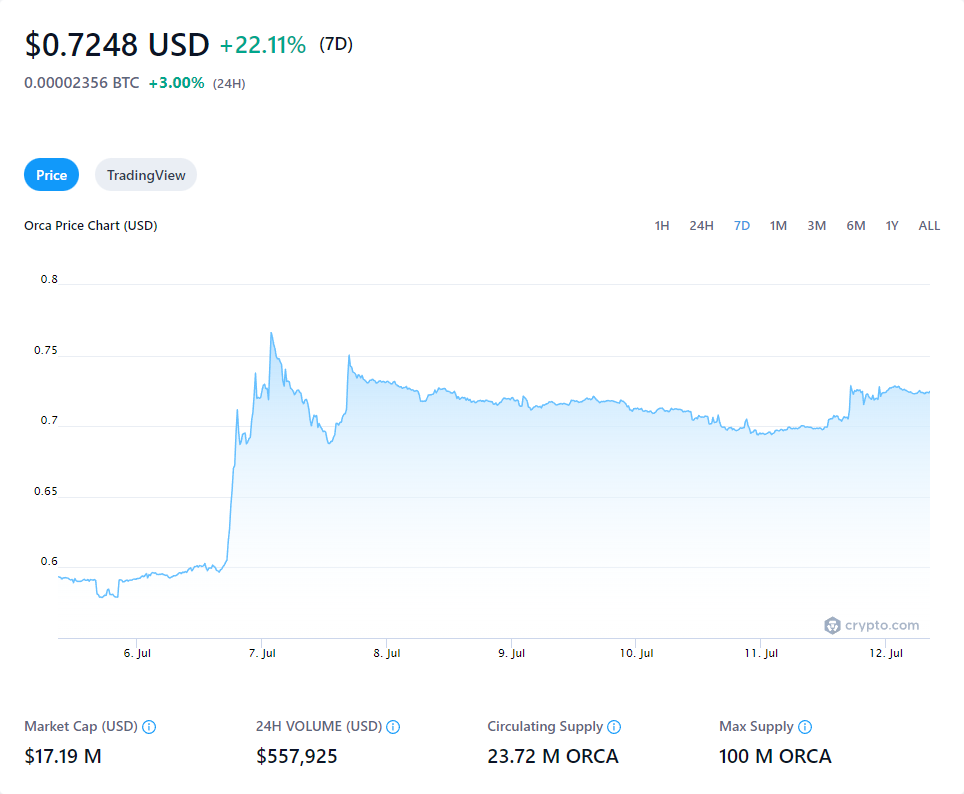 $0.7248 USD +22.11% (7D)
0.00002356 BTC +3.00% (24H)
Price TradingView
Orca Price Chart (USD) 1H 24H 7D 1M 3M 6M 1Y ALL
0.8
0.75
0.7
0.65
0.6
crypto.com
6. Jul 7. Jul 8. Jul 9. Jul 10. Jul 11. Jul 12. Jul
Market Cap (USD) 24H VOLUME (USD) Circulating Supply Max Supply
$17.19 M $557,925 23.72 M ORCA 100 M ORCA